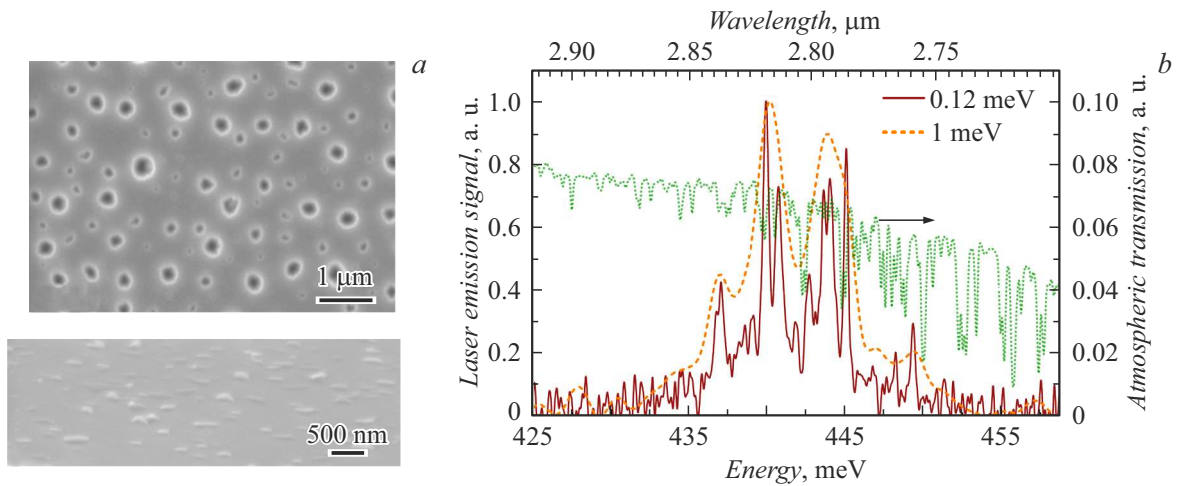 a
1 μm
500 nm
Wavelength, μm
2.90 2.85 2.80 2.75
b
Laser emission signal, a. u.
1.0
0.8
0.6
0.4
0.2
0
0.12 meV
1 meV
0.10
0.08
0.06
0.04
0.02
0
Atmospheric transmission, a. u.
425 435 445 455
Energy, meV